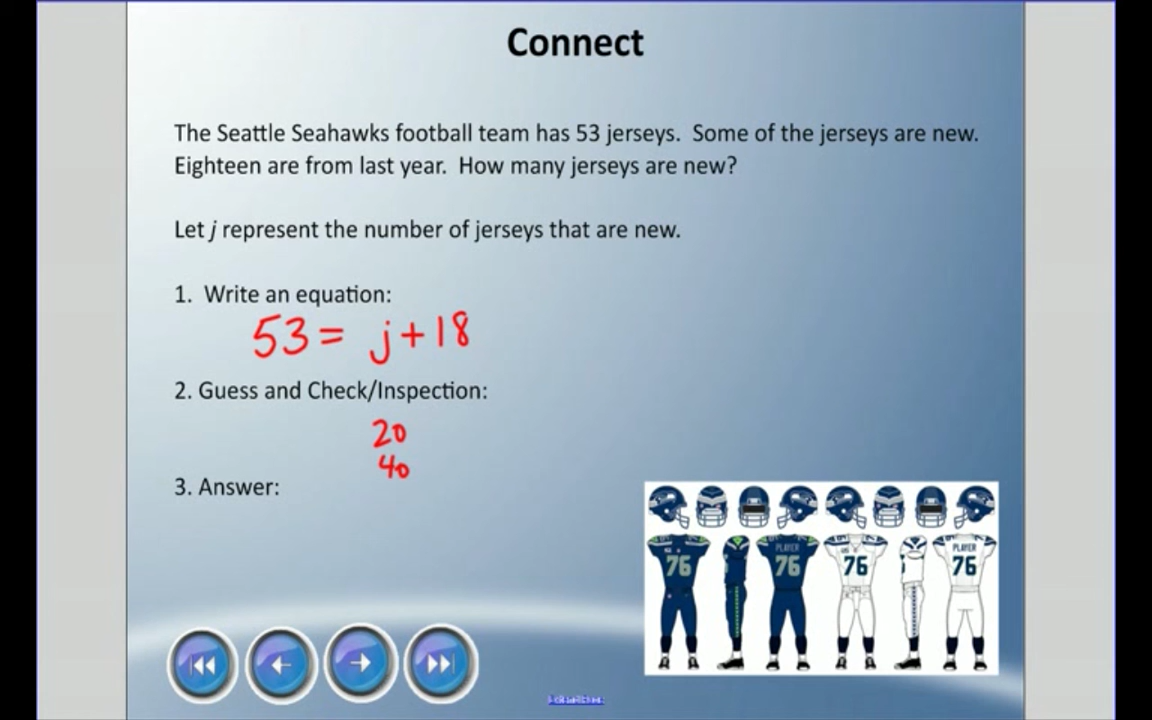 Connect
The Seattle Seahawks football team has 53 jerseys. Some of the jerseys are new.
Eighteen are from last year. How many jerseys are new?
Let j represent the number of jerseys that are new.
1. Write an equation:
53 = j + 18
2. Guess and Check/Inspection:
20
40
3. Answer:
PLAYER PLAYER
76 76 76 76